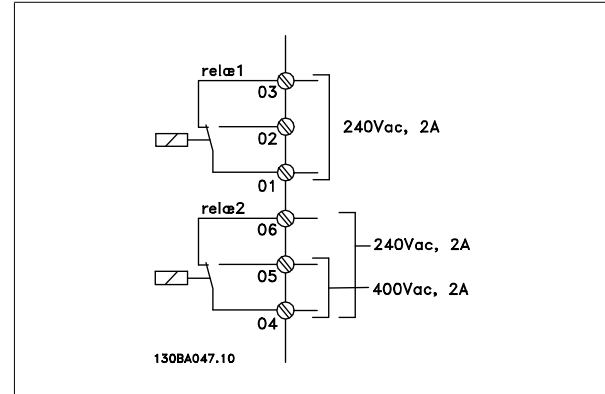 relæ1
03
02
240Vac, 2A
01
relæ2
06
240Vac, 2A
05
400Vac, 2A
04
130BA047.10